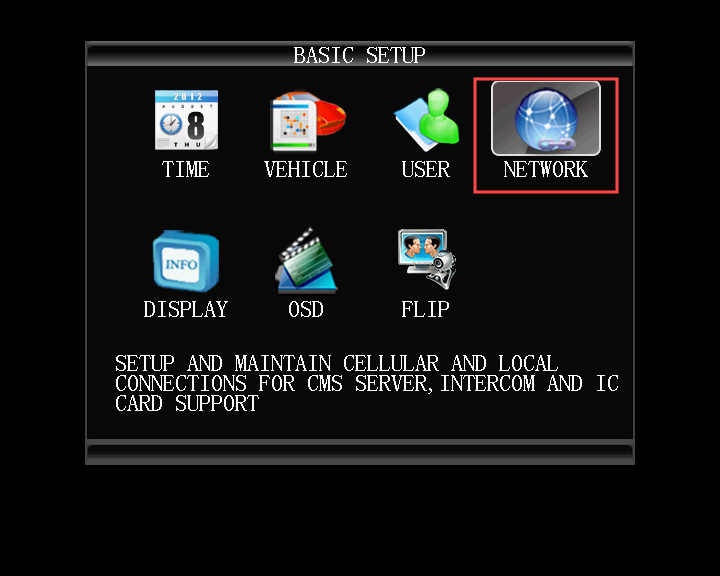 BASIC SETUP
2012
AUGUST
8
THU
TIME
VEHICLE
USER
NETWORK
INFO
DISPLAY
OSD
FLIP
SETUP AND MAINTAIN CELLULAR AND LOCAL
CONNECTIONS FOR CMS SERVER,INTERCOM AND IC
CARD SUPPORT